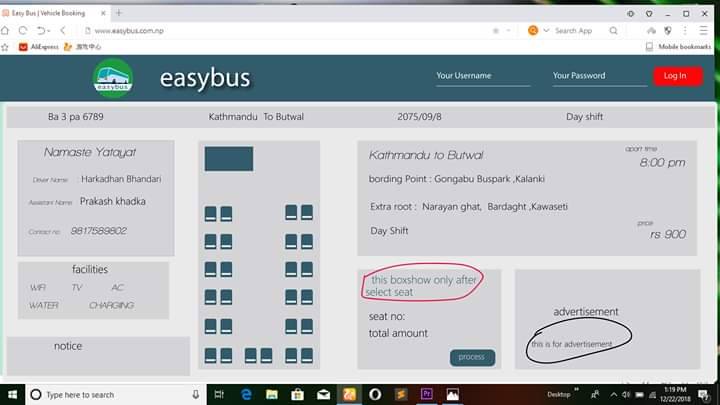 Easy Bus | Vehicle Booking
www.easybus.com.np
Search App
AliExpress 游戏中心
Mobile bookmarks
easybus
easybus
Your Username
Your Password
Log In
Ba 3 pa 6789
Kathmandu To Butwal
2075/09/8
Day shift
Namaste Yatayat
Driver Name : Harkadhan Bhandari
Assistant Name Prakash khadka
Contact no: 9817589802
facilities
WIFI TV AC
WATER CHARGIING
notice
Kathmandu to Butwal
apart time
8:00 pm
bording Point : Gongabu Buspark ,Kalanki
Extra root : Narayan ghat, Bardaght ,Kawaseti
price
Day Shift
rs 900
this boxshow only after
select seat
seat no:
total amount
process
advertisement
this is for advertisement
Type here to search
Desktop
1:19 PM
12/22/2018